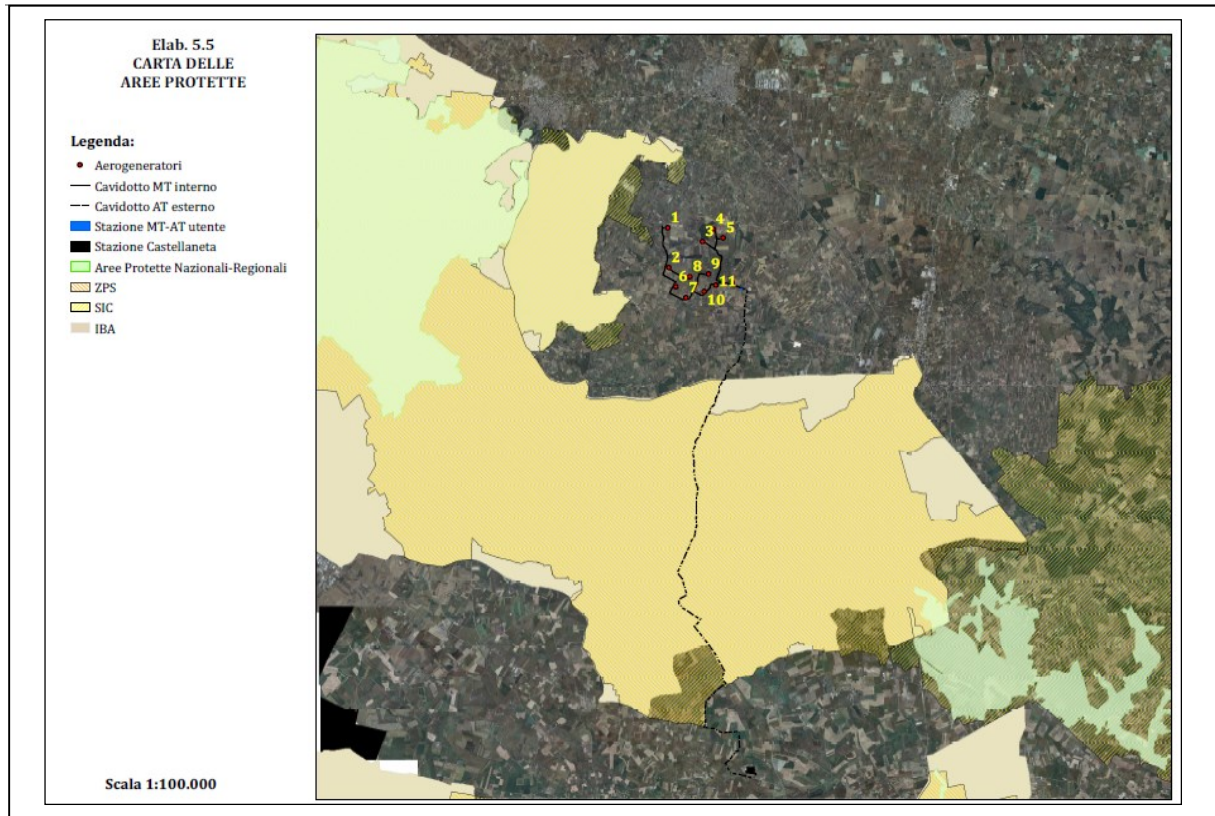 Elab. 5.5
CARTA DELLE
AREE PROTETTE
Legenda:
Aerogeneratori
Cavidotto MT interno
Cavidotto AT esterno
Stazione MT-AT utente
Stazione Castellaneta
Aree Protette Nazionali-Regionali
ZPS
SIC
IBA
Scala 1:100.000
1
4
3
5
2
8
9
6
11
7
10